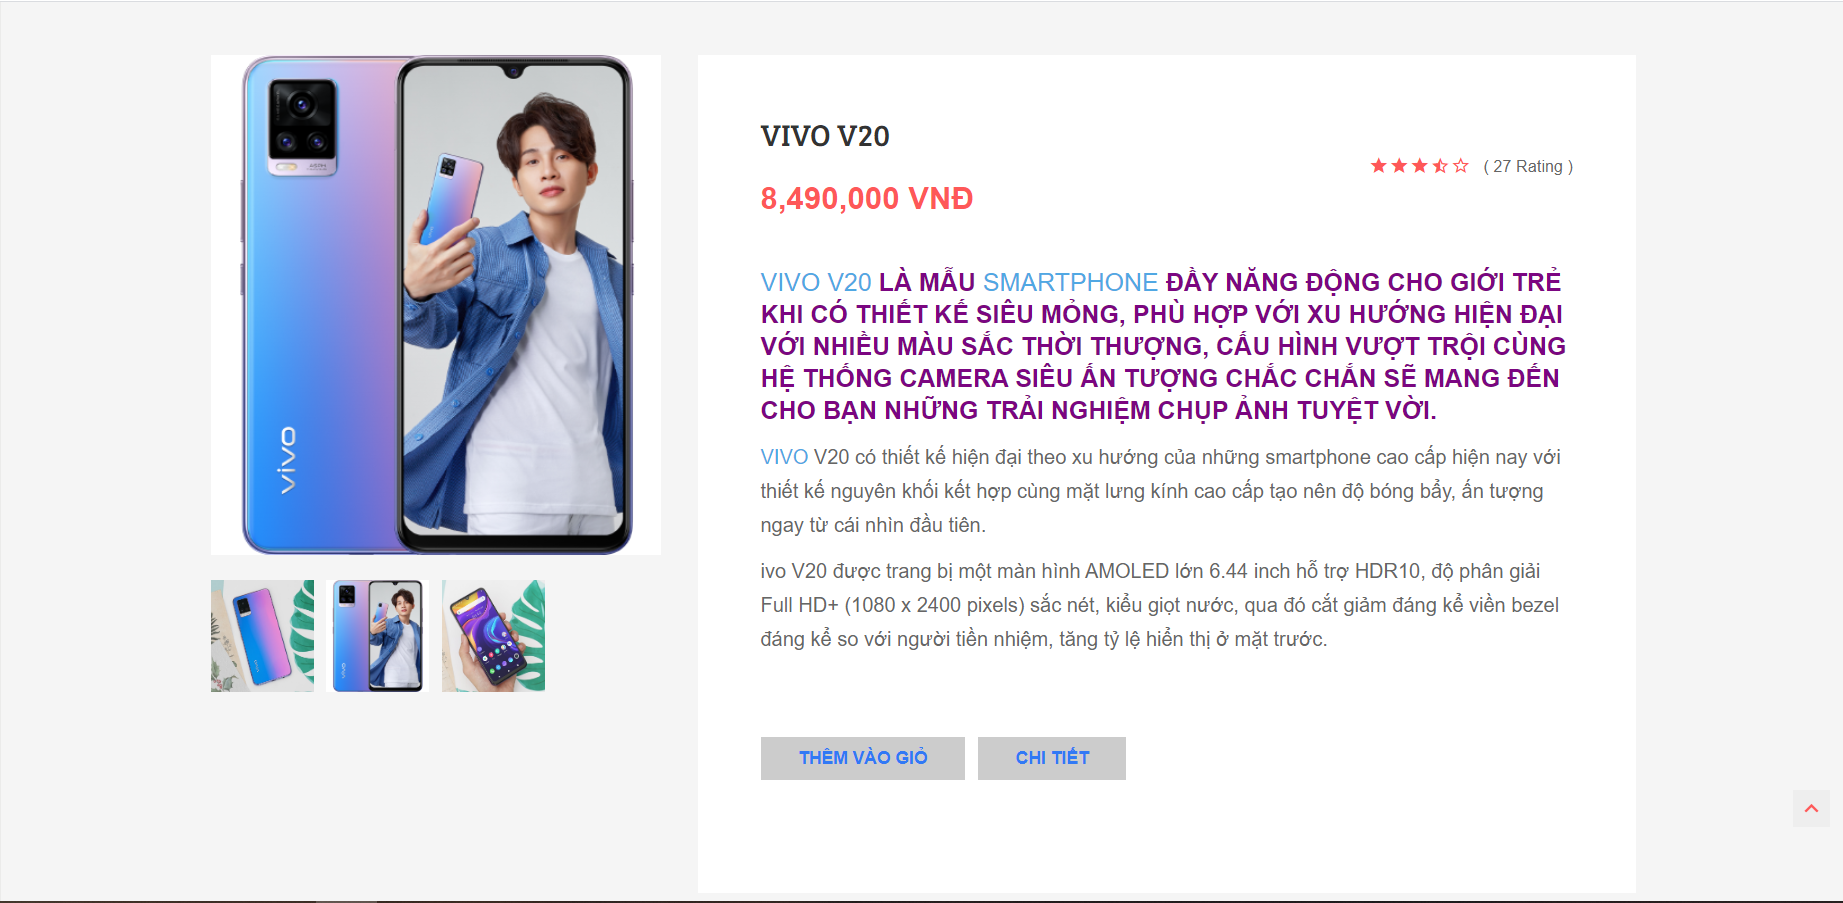 VIVO V20
( 27 Rating )
8,490,000 VNĐ
VIVO V20 LÀ MẪU SMARTPHONE ĐẦY NĂNG ĐỘNG CHO GIỚI TRẺ
KHI CÓ THIẾT KẾ SIÊU MỎNG, PHÙ HỢP VỚI XU HƯỚNG HIỆN ĐẠI
VỚI NHIỀU MÀU SẮC THỜI THƯỢNG, CẤU HÌNH VƯỢT TRỘI CÙNG
HỆ THỐNG CAMERA SIÊU ẤN TƯỢNG CHẮC CHẮN SẼ MANG ĐẾN
CHO BẠN NHỮNG TRẢI NGHIỆM CHỤP ẢNH TUYỆT VỜI.
VIVO V20 có thiết kế hiện đại theo xu hướng của những smartphone cao cấp hiện nay với
thiết kế nguyên khối kết hợp cùng mặt lưng kính cao cấp tạo nên độ bóng bẩy, ấn tượng
ngay từ cái nhìn đầu tiên.
ivo V20 được trang bị một màn hình AMOLED lớn 6.44 inch hỗ trợ HDR10, độ phân giải
Full HD+ (1080 x 2400 pixels) sắc nét, kiểu giọt nước, qua đó cắt giảm đáng kể viền bezel
đáng kể so với người tiền nhiệm, tăng tỷ lệ hiển thị ở mặt trước.
THÊM VÀO GIỎ
CHI TIẾT
vivo
vivo
vivo
vivo